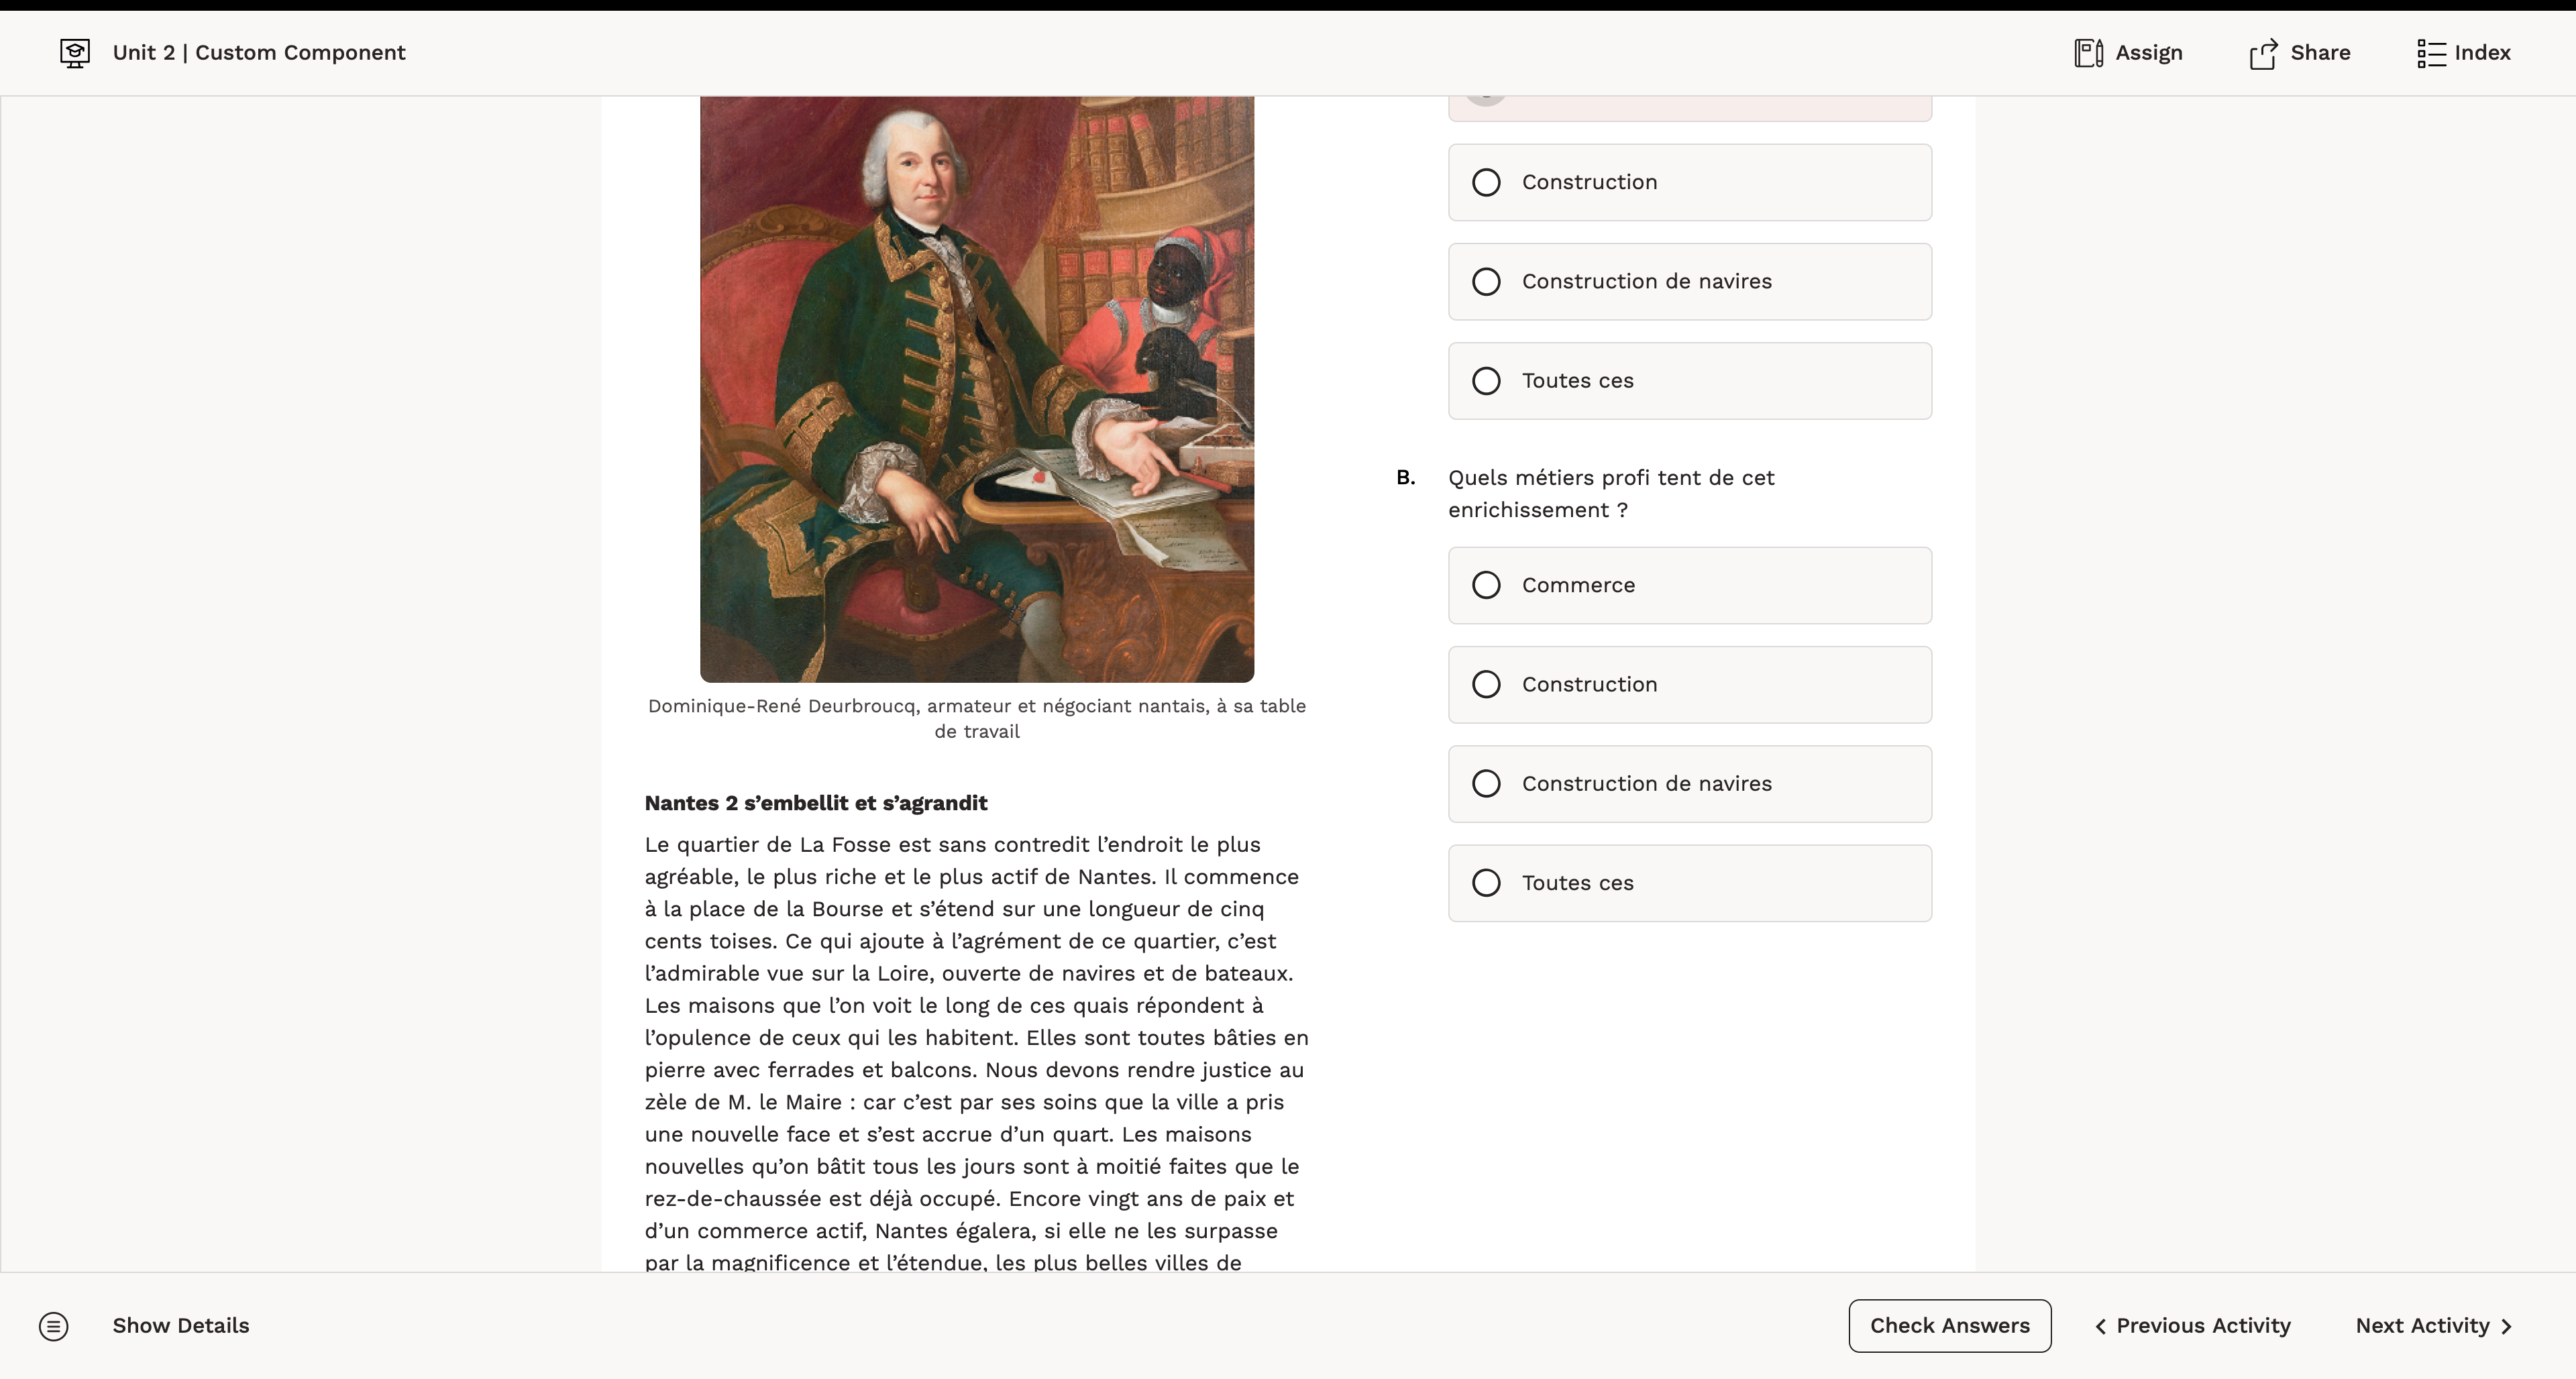 Unit 2 | Custom Component
Assign
Share
Index
Construction
Construction de navires
Toutes ces
B. Quels métiers profi tent de cet
enrichissement ?
Commerce
Construction
Construction de navires
Toutes ces
Dominique-René Deurbroucq, armateur et négociant nantais, à sa table
de travail
Nantes 2 s’embellit et s’agrandit
Le quartier de La Fosse est sans contredit l’endroit le plus
agréable, le plus riche et le plus actif de Nantes. Il commence
à la place de la Bourse et s’étend sur une longueur de cinq
cents toises. Ce qui ajoute à l’agrément de ce quartier, c’est
l’admirable vue sur la Loire, ouverte de navires et de bateaux.
Les maisons que l’on voit le long de ces quais répondent à
l’opulence de ceux qui les habitent. Elles sont toutes bâties en
pierre avec ferrades et balcons. Nous devons rendre justice au
zèle de M. le Maire : car c’est par ses soins que la ville a pris
une nouvelle face et s’est accrue d’un quart. Les maisons
nouvelles qu’on bâtit tous les jours sont à moitié faites que le
rez-de-chaussée est déjà occupé. Encore vingt ans de paix et
d’un commerce actif, Nantes égalera, si elle ne les surpasse
par la magnificence et l’étendue, les plus belles villes de
Show Details
Check Answers
Previous Activity
Next Activity